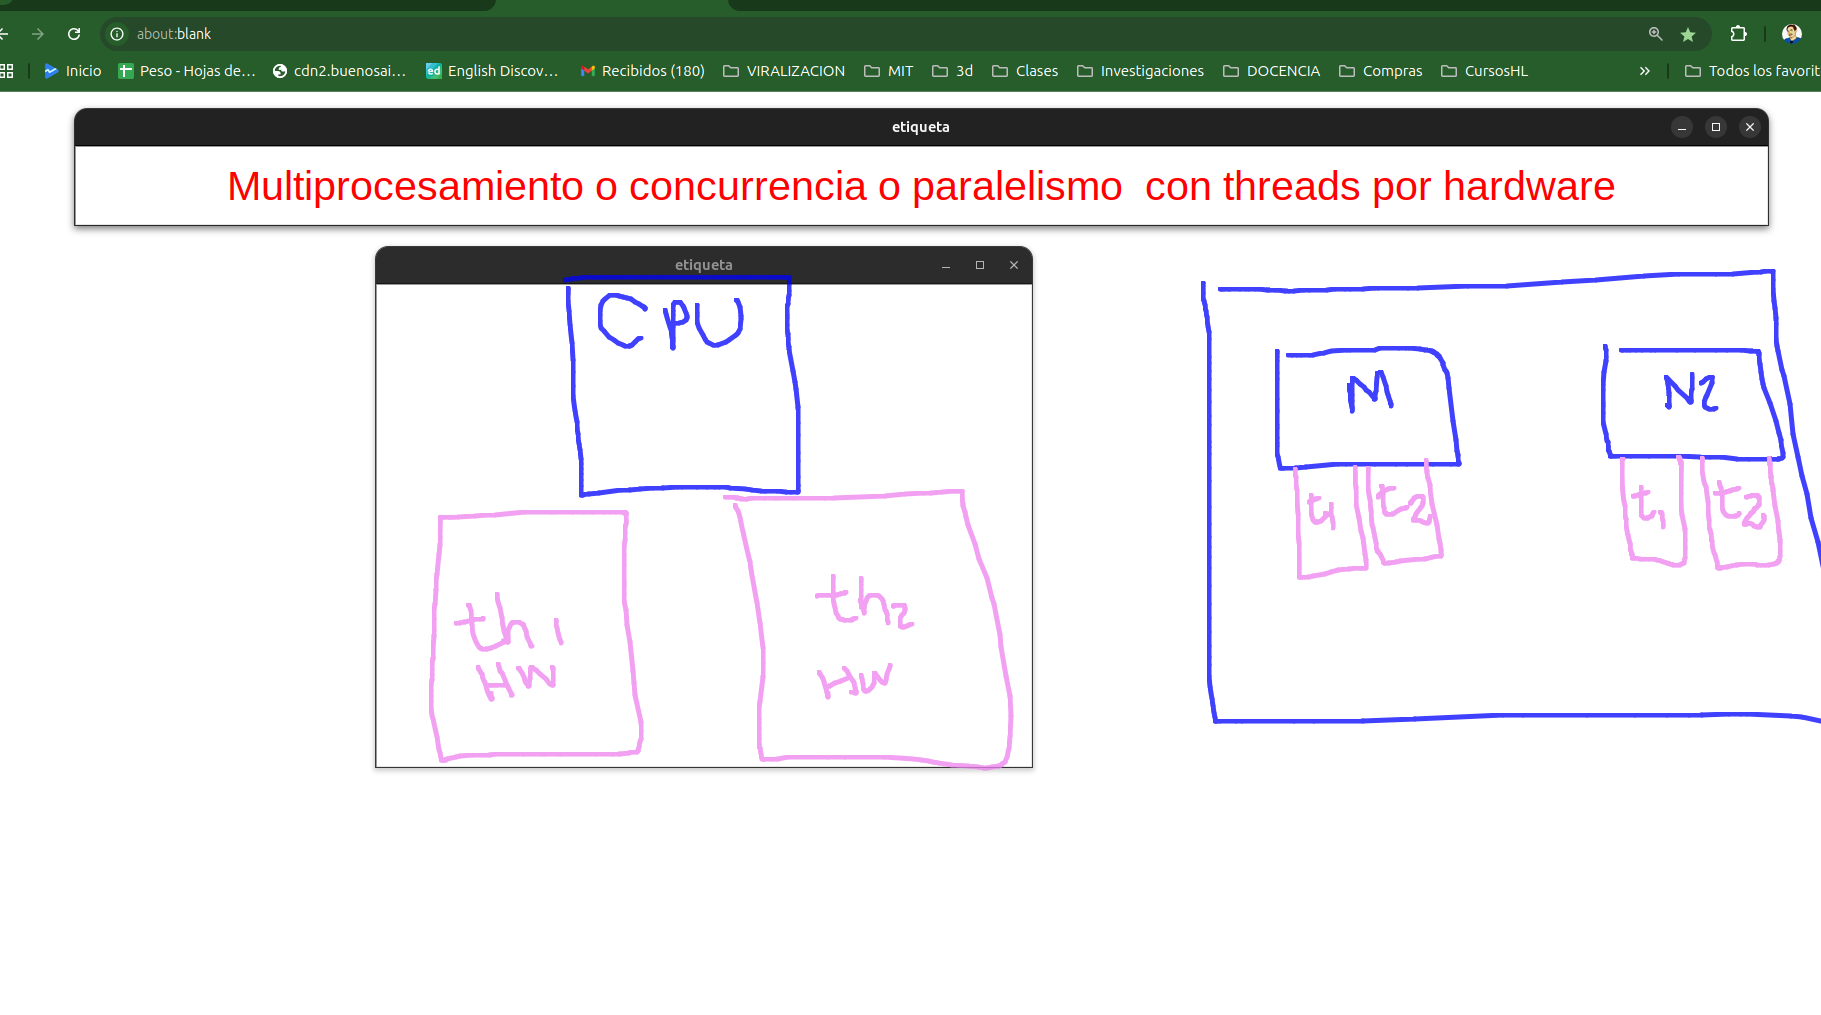 about:blank
Inicio
Peso - Hojas de...
cdn2.buenosai...
English Discov...
Recibidos (180)
VIRALIZACION
MIT
3d
Clases
Investigaciones
DOCENCIA
Compras
CursosHL
»
Todos los favorit
etiqueta
Multiprocesamiento o concurrencia o paralelismo con threads por hardware
etiqueta
CPU
th1
HW
th2
HW
N2
t1
t2
t1
t2